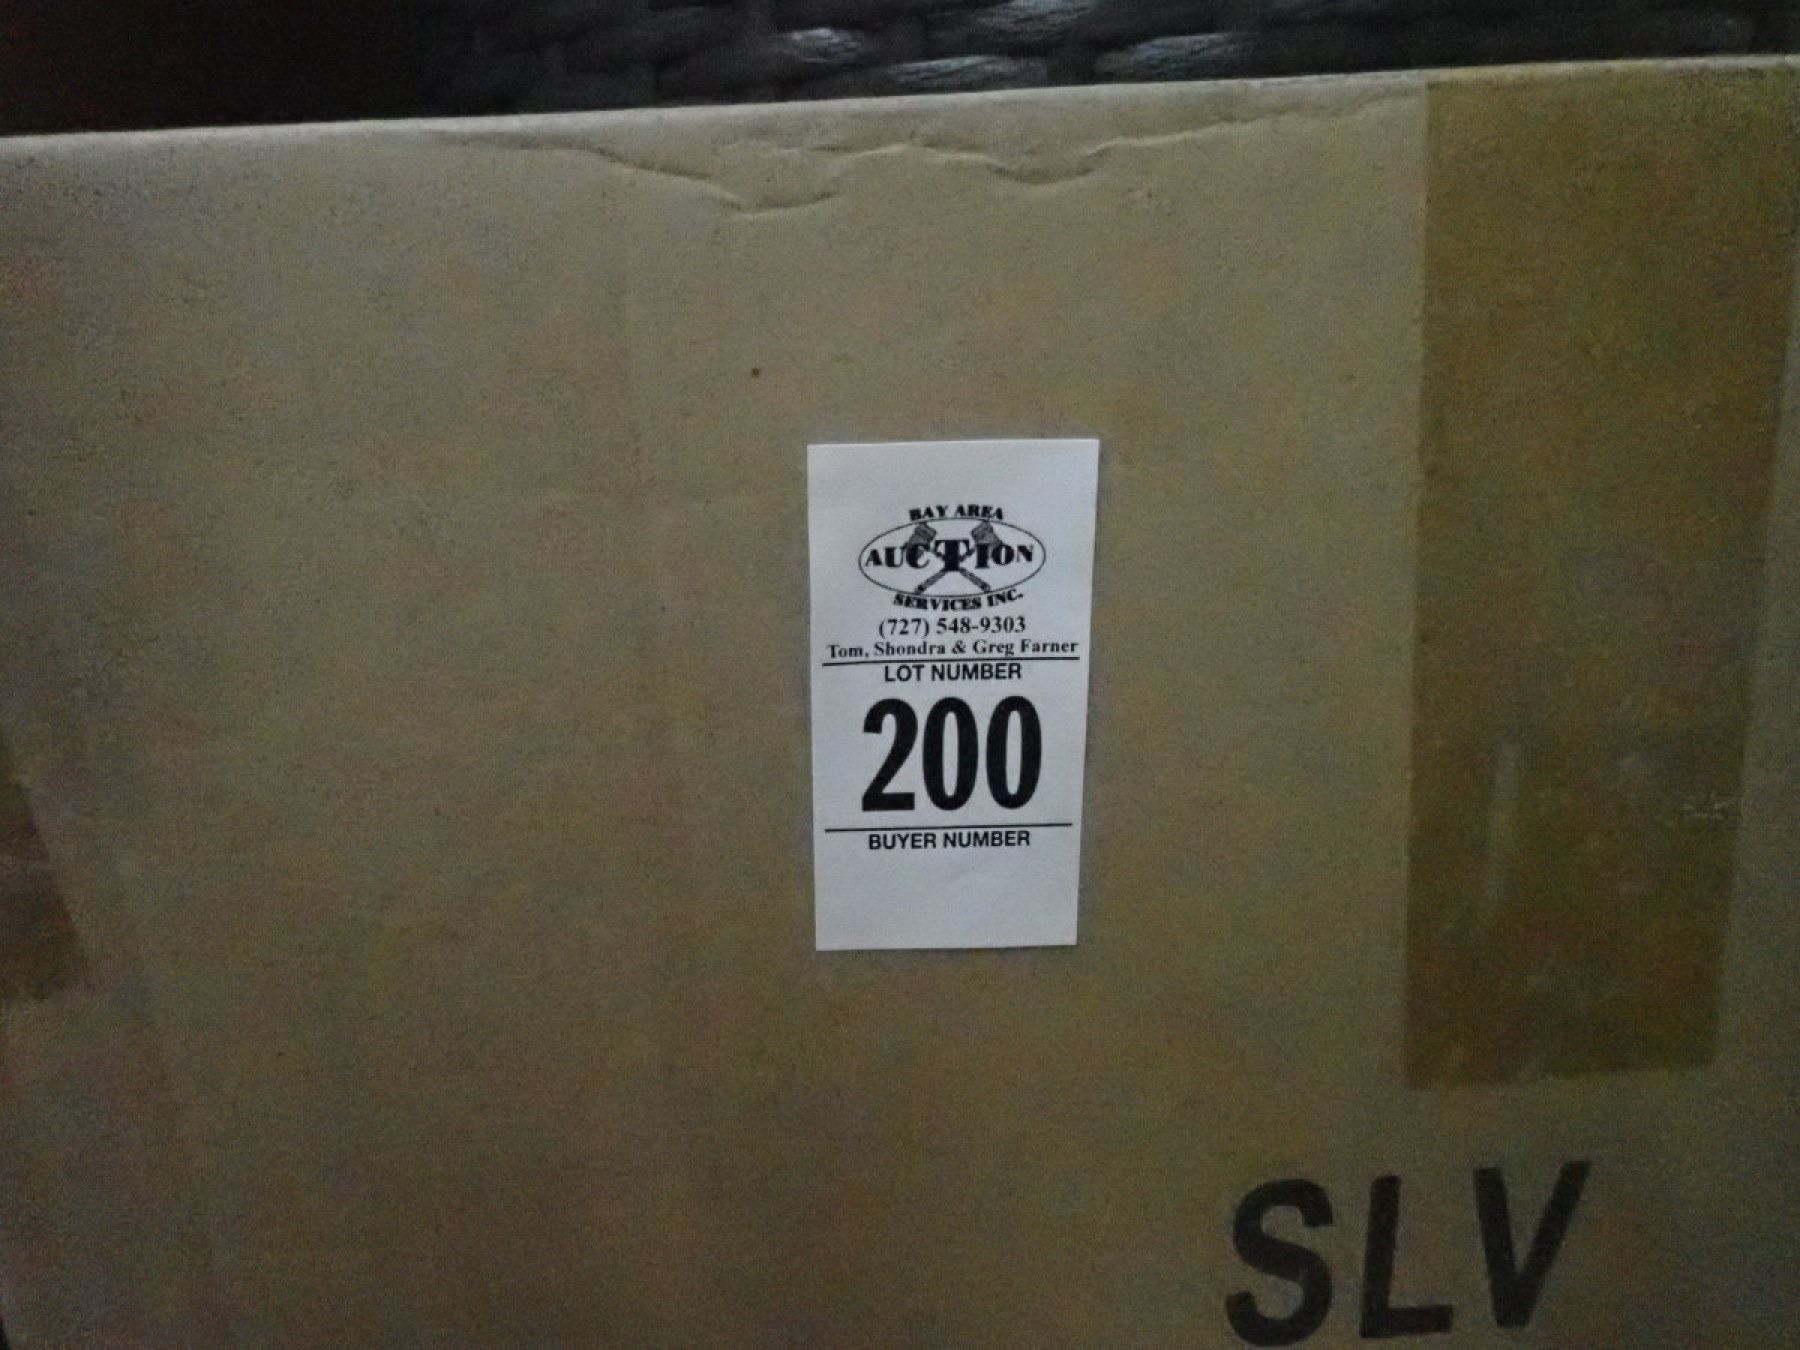 BAY AREA
AUCTION
SERVICES INC.
(727) 548-9303
Tom, Shondra & Greg Farner
LOT NUMBER
200
BUYER NUMBER
SLV